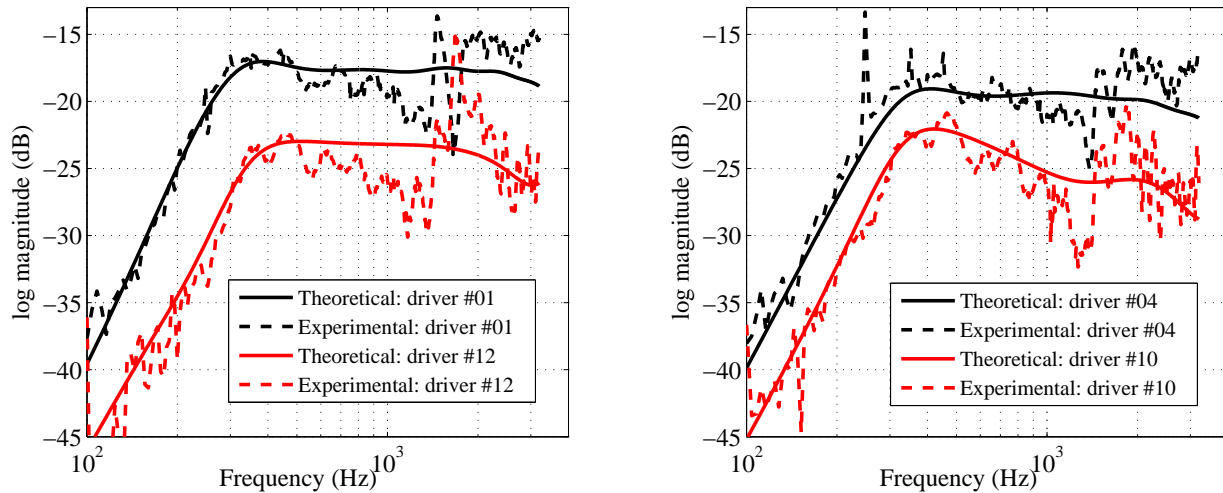 log magnitude (dB)
−15
−20
−25
−30
−35
−40
−45
10^2
10^3
Frequency (Hz)
Theoretical: driver #01
Experimental: driver #01
Theoretical: driver #12
Experimental: driver #12
log magnitude (dB)
−15
−20
−25
−30
−35
−40
−45
10^2
10^3
Frequency (Hz)
Theoretical: driver #04
Experimental: driver #04
Theoretical: driver #10
Experimental: driver #10